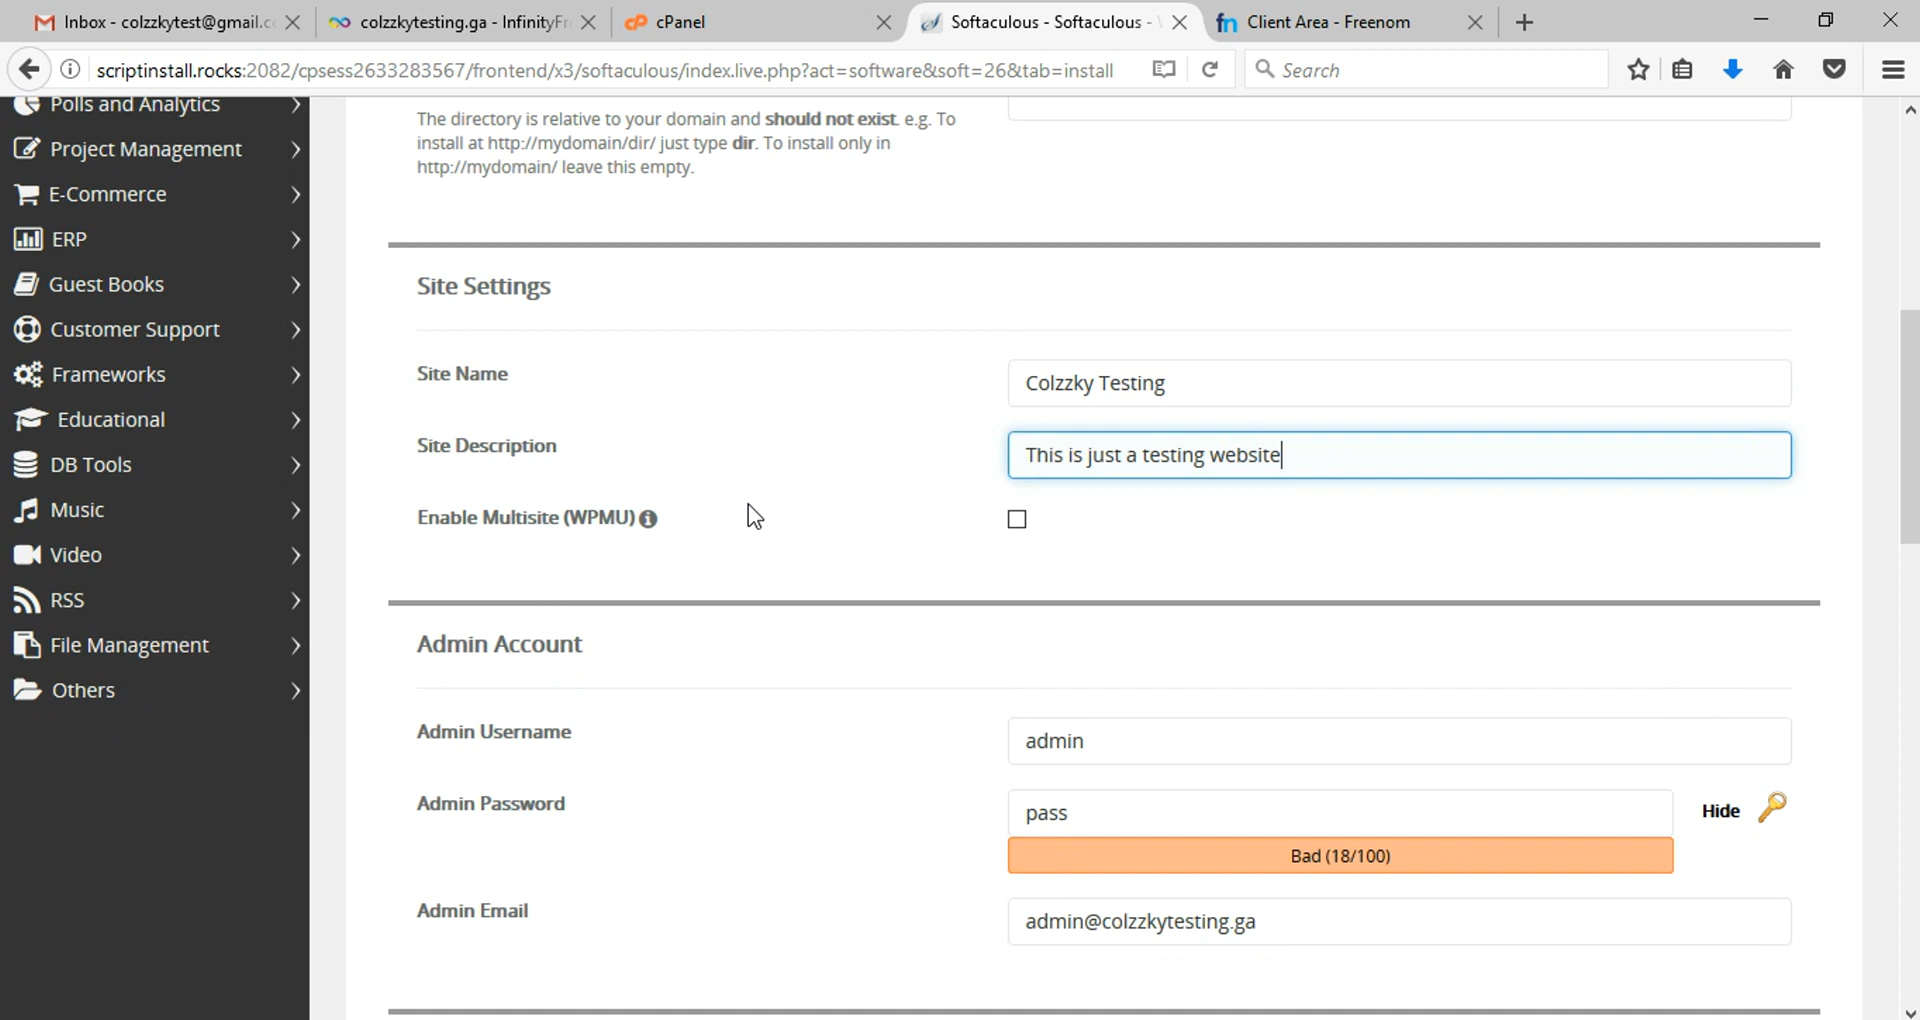 Inbox - colzzkytest@gmail.c
colzzkytesting.ga - InfinityFr
cPanel
Softaculous - Softaculous -
Client Area - Freenom
scriptinstall.rocks:2082/cpsess2633283567/frontend/x3/softaculous/index.live.php?act=software&soft=26&tab=install
Search
Polls and Analytics
Project Management
E-Commerce
ERP
Guest Books
Customer Support
Frameworks
Educational
DB Tools
Music
Video
RSS
File Management
Others
The directory is relative to your domain and should not exist. e.g. To
install at http://mydomain/dir/ just type dir. To install only in
http://mydomain/ leave this empty.
Site Settings
Site Name
Colzzky Testing
Site Description
This is just a testing website
Enable Multisite (WPMU)
Admin Account
Admin Username
admin
Admin Password
pass
Hide
Bad (18/100)
Admin Email
admin@colzzkytesting.ga